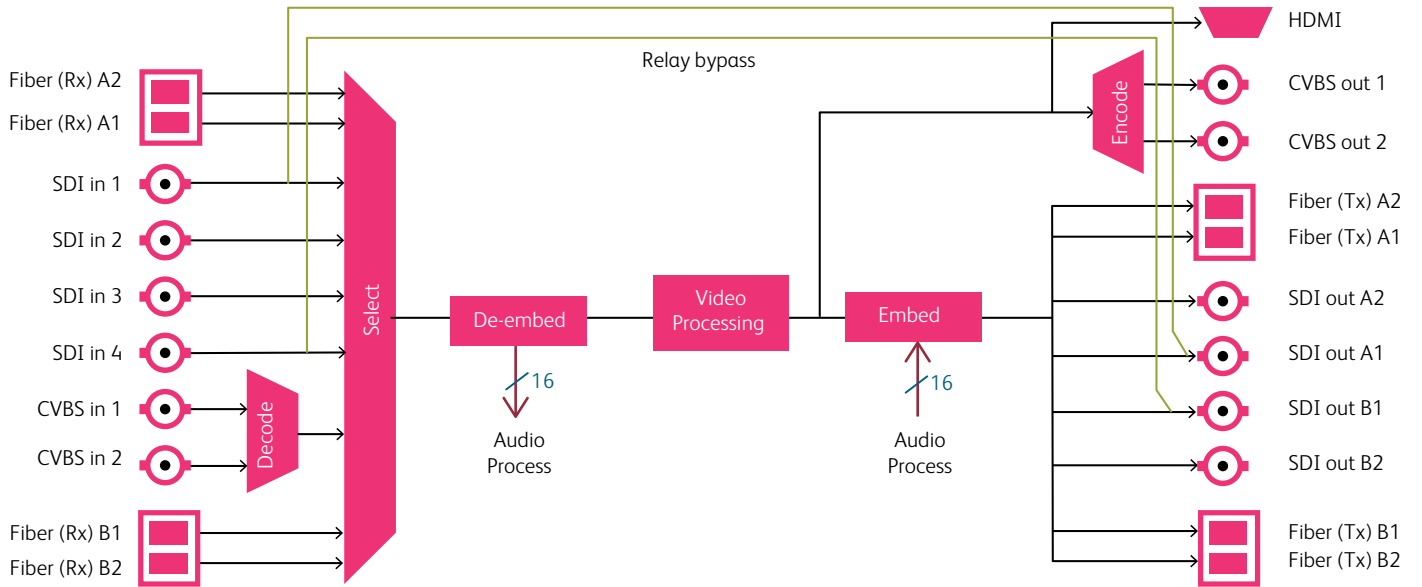 HDMI
Relay bypass
Fiber (Rx) A2
Fiber (Rx) A1
SDI in 1
SDI in 2
SDI in 3
SDI in 4
CVBS in 1
CVBS in 2
Fiber (Rx) B1
Fiber (Rx) B2
Decode
Select
De-embed
16
Audio
Process
Video
Processing
Embed
16
Audio
Process
Encode
CVBS out 1
CVBS out 2
Fiber (Tx) A2
Fiber (Tx) A1
SDI out A2
SDI out A1
SDI out B1
SDI out B2
Fiber (Tx) B1
Fiber (Tx) B2